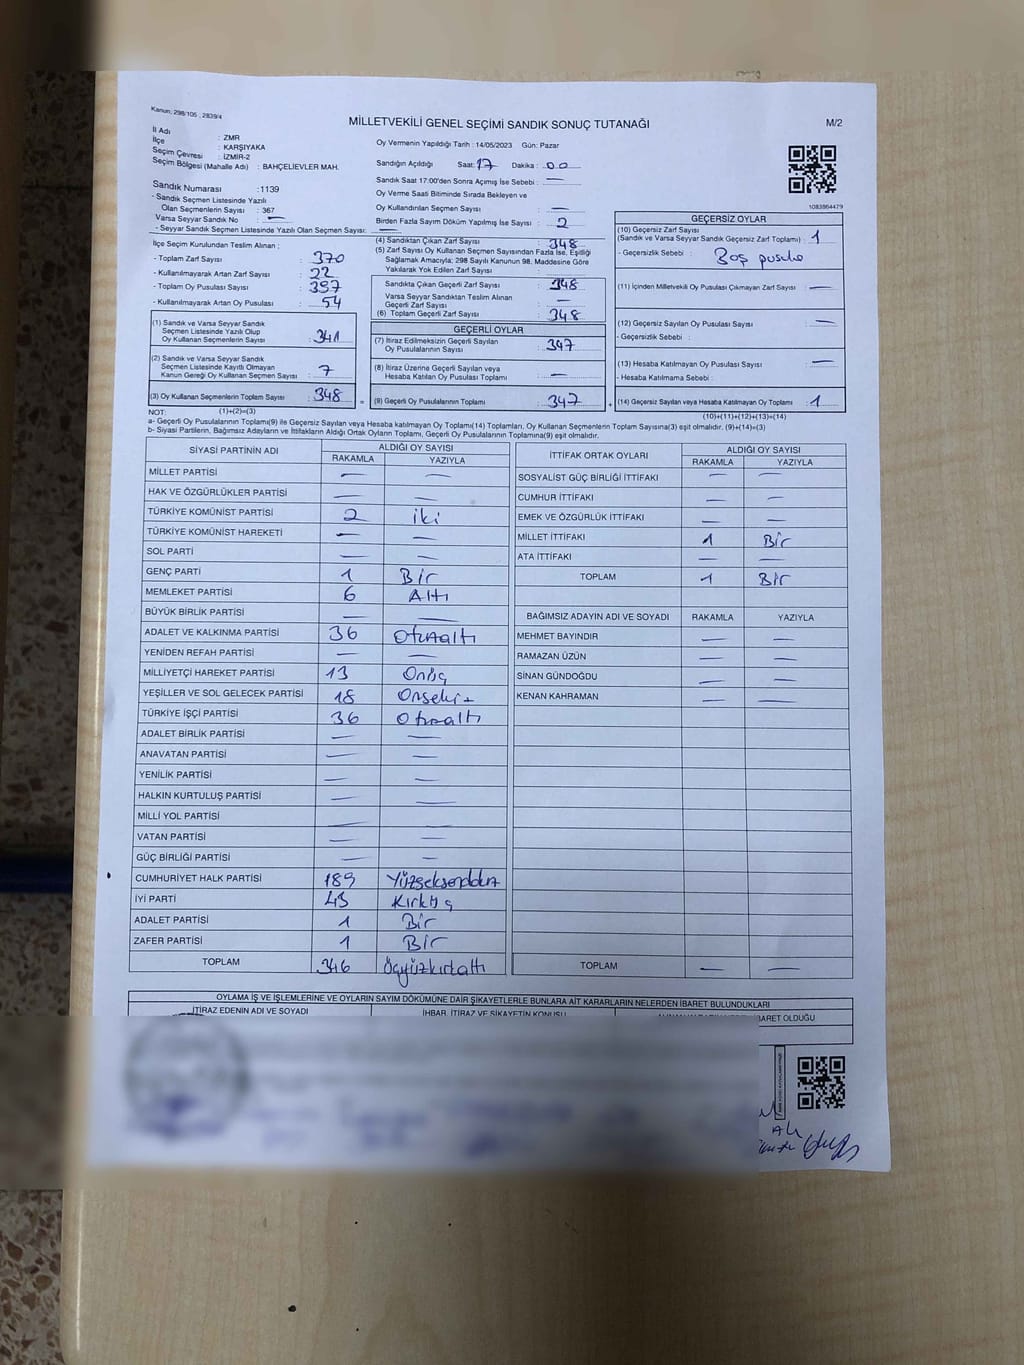 Kanun; 298/105 , 2839/4
MİLLETVEKİLİ GENEL SEÇİMİ SANDIK SONUÇ TUTANAĞI
M/2
İl Adı : ZMR
İlçe : KARŞIYAKA
Seçim Çevresi : İZMİR-2
Seçim Bölgesi (Mahalle Adı) : BAHÇELİEVLER MAH.
Sandık Numarası : 1139
- Sandık Seçmen Listesinde Yazılı
Olan Seçmenlerin Sayısı : 367
Varsa Seyyar Sandık No : —
- Seyyar Sandık Seçmen Listesinde Yazılı Olan Seçmen Sayısı: —
Oy Vermenin Yapıldığı Tarih : 14/05/2023 Gün: Pazar
Sandığın Açıldığı Saat: 17 Dakika : 00
Sandık Saat 17:00'den Sonra Açımış İse Sebebi : —
Oy Verme Saati Bitiminde Sırada Bekleyen ve
Oy Kullandırılan Seçmen Sayısı : —
Birden Fazla Sayım Döküm Yapılmış İse Sayısı : 2
1083964479
İlçe Seçim Kurulundan Teslim Alınan ;
- Toplam Zarf Sayısı : 370
- Kullanılmayarak Artan Zarf Sayısı : 22
- Toplam Oy Pusulası Sayısı : 397
- Kullanılmayarak Artan Oy Pusulası : 54
(1) Sandık ve Varsa Seyyar Sandık
Seçmen Listesinde Yazılı Olup
Oy Kullanan Seçmenlerin Sayısı : 341
(2) Sandık ve Varsa Seyyar Sandık
Seçmen Listesinde Kayıtlı Olmayan
Kanun Gereği Oy Kullanan Seçmen Sayısı : 7
(3) Oy Kullanan Seçmenlerin Toplam Sayısı : 348
(4) Sandıktan Çıkan Zarf Sayısı : 348
(5) Zarf Sayısı Oy Kullanan Seçmen Sayısından Fazla İse, Eşitliği
Sağlamak Amacıyla; 298 Sayılı Kanunun 98. Maddesine Göre
Yakılarak Yok Edilen Zarf Sayısı : —
Sandıkta Çıkan Geçerli Zarf Sayısı : 348
Varsa Seyyar Sandıktan Teslim Alınan
Geçerli Zarf Sayısı : —
(6) Toplam Geçerli Zarf Sayısı : 348
GEÇERLİ OYLAR
(7) İtiraz Edilmeksizin Geçerli Sayılan
Oy Pusulalarının Sayısı : 347
(8) İtiraz Üzerine Geçerli Sayılan veya
Hesaba Katılan Oy Pusulası Toplamı : —
(9) Geçerli Oy Pusulalarının Toplamı : 347
GEÇERSİZ OYLAR
(10) Geçersiz Zarf Sayısı
(Sandık ve Varsa Seyyar Sandık Geçersiz Zarf Toplamı) : 1
- Geçersizlik Sebebi : Boş pusula
(11) İçinden Milletvekili Oy Pusulası Çıkmayan Zarf Sayısı : —
(12) Geçersiz Sayılan Oy Pusulası Sayısı : —
- Geçersizlik Sebebi :
(13) Hesaba Katılmayan Oy Pusulası Sayısı : —
- Hesaba Katılmama Sebebi :
(14) Geçersiz Sayılan veya Hesaba Katılmayan Oy Toplamı : 1
NOT: (1)+(2)=(3)
(10)+(11)+(12)+(13)=(14)
a- Geçerli Oy Pusulalarının Toplamı(9) ile Geçersiz Sayılan veya Hesaba katılmayan Oy Toplamı(14) Toplamları, Oy Kullanan Seçmenlerin Toplam Sayısına(3) eşit olmalıdır. (9)+(14)=(3)
b- Siyasi Partilerin, Bağımsız Adayların ve İttifakların Aldığı Ortak Oyların Toplamı, Geçerli Oy Pusulalarının Toplamına(9) eşit olmalıdır.
SİYASİ PARTİNİN ADI ALDIĞI OY SAYISI
RAKAMLA YAZIYLA
MİLLET PARTİSİ — —
HAK VE ÖZGÜRLÜKLER PARTİSİ — —
TÜRKİYE KOMÜNİST PARTİSİ 2 iki
TÜRKİYE KOMÜNİST HAREKETİ — —
SOL PARTİ — —
GENÇ PARTİ 1 Bir
MEMLEKET PARTİSİ 6 Altı
BÜYÜK BİRLİK PARTİSİ — —
ADALET VE KALKINMA PARTİSİ 36 Otuzaltı
YENİDEN REFAH PARTİSİ — —
MİLLİYETÇİ HAREKET PARTİSİ 13 Onüç
YEŞİLLER VE SOL GELECEK PARTİSİ 18 Onsekiz
TÜRKİYE İŞÇİ PARTİSİ 36 Otuzaltı
ADALET BİRLİK PARTİSİ — —
ANAVATAN PARTİSİ — —
YENİLİK PARTİSİ — —
HALKIN KURTULUŞ PARTİSİ — —
MİLLİ YOL PARTİSİ — —
VATAN PARTİSİ — —
GÜÇ BİRLİĞİ PARTİSİ — —
CUMHURİYET HALK PARTİSİ 189 Yüzseksendokuz
İYİ PARTİ 43 Kırküç
ADALET PARTİSİ 1 Bir
ZAFER PARTİSİ 1 Bir
TOPLAM 346 Üçyüzkırkaltı
İTTİFAK ORTAK OYLARI ALDIĞI OY SAYISI
RAKAMLA YAZIYLA
SOSYALİST GÜÇ BİRLİĞİ İTTİFAKI — —
CUMHUR İTTİFAKI — —
EMEK VE ÖZGÜRLÜK İTTİFAKI — —
MİLLET İTTİFAKI 1 Bir
ATA İTTİFAKI — —
TOPLAM 1 Bir
BAĞIMSIZ ADAYIN ADI VE SOYADI RAKAMLA YAZIYLA
MEHMET BAYINDIR — —
RAMAZAN ÜZÜN — —
SİNAN GÜNDOĞDU — —
KENAN KAHRAMAN — —
TOPLAM — —
OYLAMA İŞ VE İŞLEMLERİNE VE OYLARIN SAYIM DÖKÜMÜNE DAİR ŞİKAYETLERLE BUNLARA AİT KARARLARIN NELERDEN İBARET BULUNDUKLARI
İTİRAZ EDENİN ADI VE SOYADI İHBAR, İTİRAZ VE ŞİKAYETİN KONUSU İBARET OLDUĞU